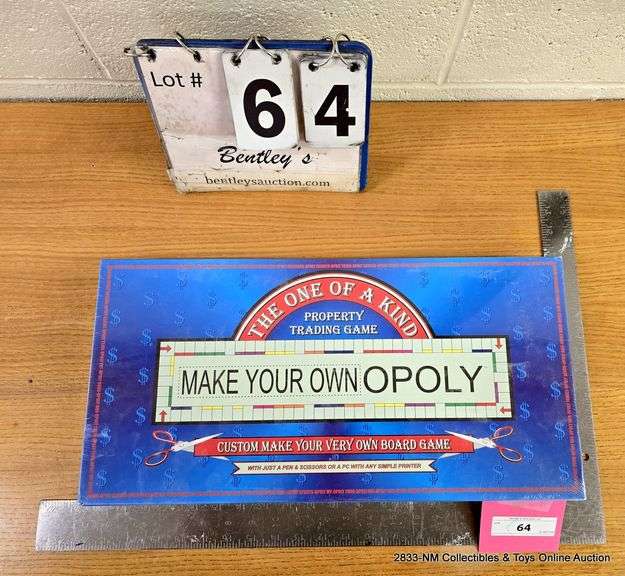 Lot #
64
Bentley's
bentleysauction.com
THE ONE OF A KIND
PROPERTY
TRADING GAME
MAKE YOUR OWN OPOLY
CUSTOM MAKE YOUR VERY OWN BOARD GAME
WITH JUST A PEN & SCISSORS OR A PC WITH ANY SIMPLE PRINTER
64
2833-NM Collectibles & Toys Online Auction